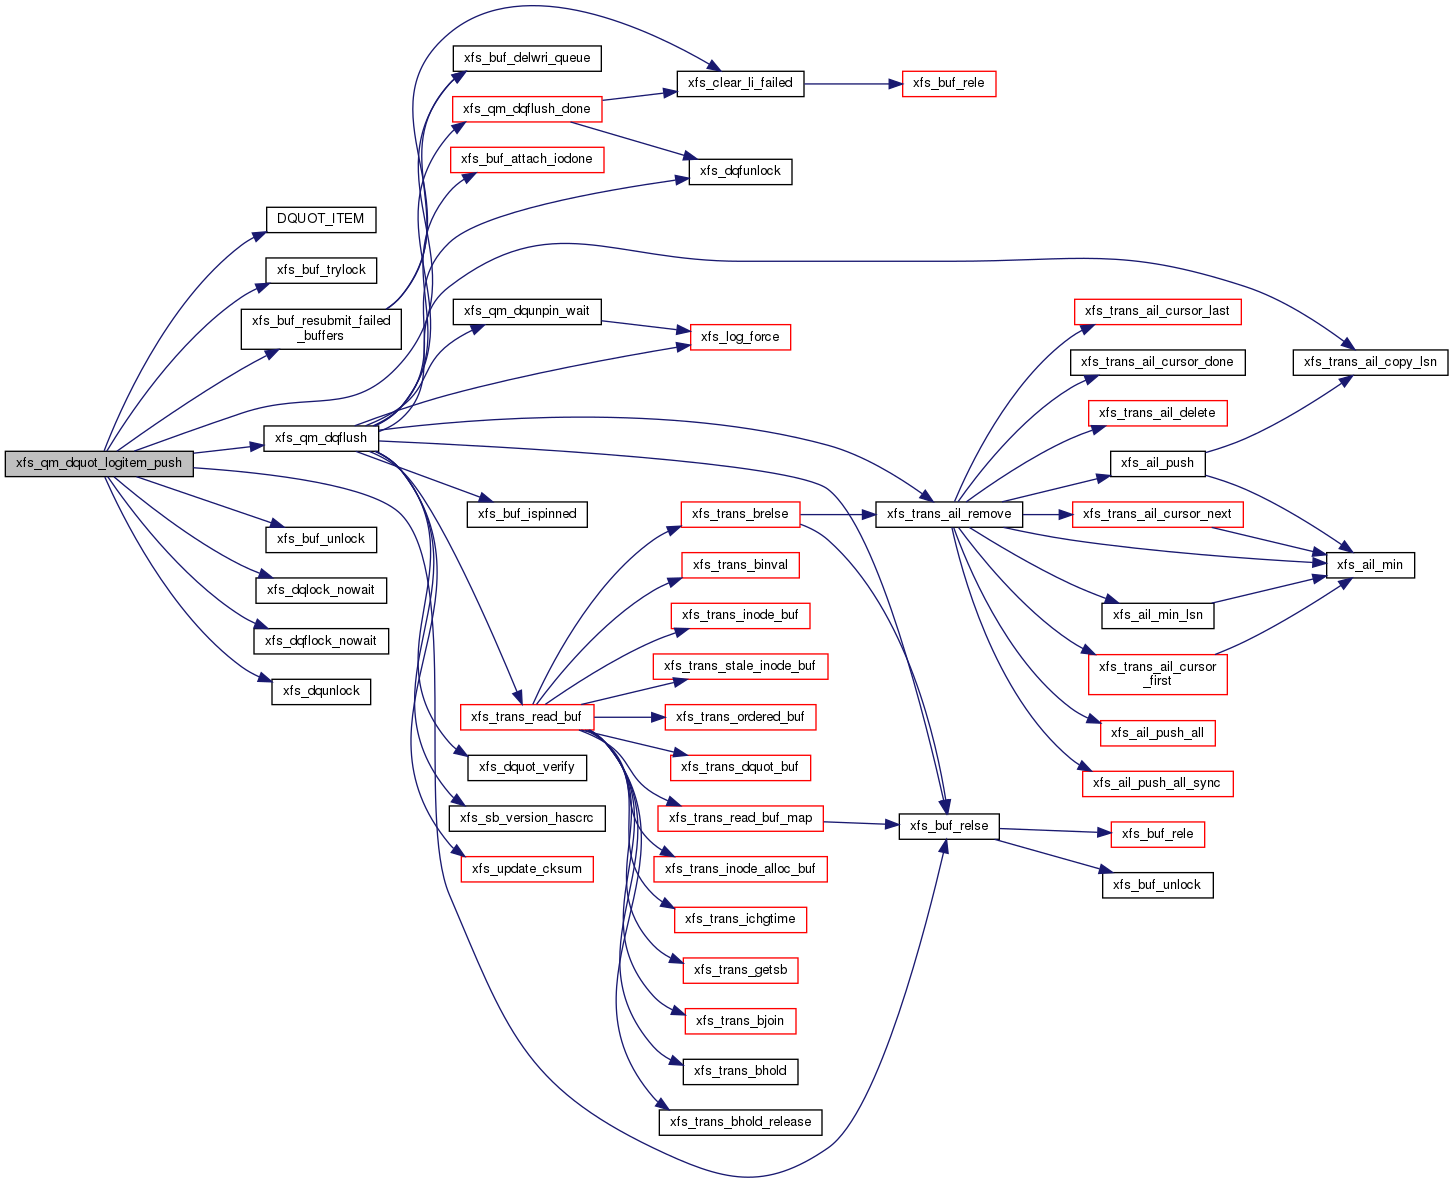 xfs_qm_dquot_logitem_push
DQUOT_ITEM
xfs_buf_trylock
xfs_buf_resubmit_failed
_buffers
xfs_qm_dqflush
xfs_buf_unlock
xfs_dqlock_nowait
xfs_dqflock_nowait
xfs_dqunlock
xfs_buf_delwri_queue
xfs_qm_dqflush_done
xfs_buf_attach_iodone
xfs_qm_dqunpin_wait
xfs_buf_ispinned
xfs_trans_read_buf
xfs_dquot_verify
xfs_sb_version_hascrc
xfs_update_cksum
xfs_clear_li_failed
xfs_dqfunlock
xfs_log_force
xfs_trans_brelse
xfs_trans_binval
xfs_trans_inode_buf
xfs_trans_stale_inode_buf
xfs_trans_ordered_buf
xfs_trans_dquot_buf
xfs_trans_read_buf_map
xfs_trans_inode_alloc_buf
xfs_trans_ichgtime
xfs_trans_getsb
xfs_trans_bjoin
xfs_trans_bhold
xfs_trans_bhold_release
xfs_buf_rele
xfs_trans_ail_remove
xfs_buf_relse
xfs_trans_ail_cursor_last
xfs_trans_ail_cursor_done
xfs_trans_ail_delete
xfs_ail_push
xfs_trans_ail_cursor_next
xfs_ail_min_lsn
xfs_trans_ail_cursor
_first
xfs_ail_push_all
xfs_ail_push_all_sync
xfs_buf_rele
xfs_buf_unlock
xfs_trans_ail_copy_lsn
xfs_ail_min